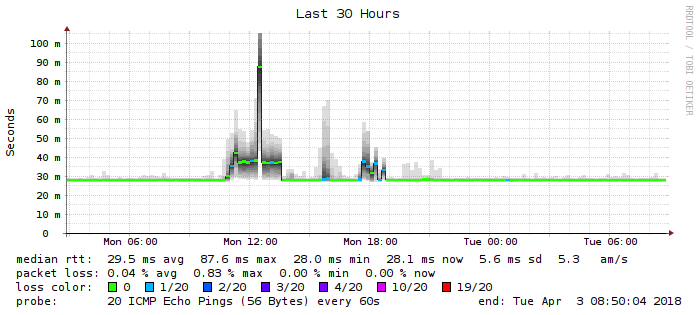 Last 30 Hours
RRDTOOL / TOBI OETIKER
Seconds
100 m
90 m
80 m
70 m
60 m
50 m
40 m
30 m
20 m
10 m
0
Mon 06:00 Mon 12:00 Mon 18:00 Tue 00:00 Tue 06:00
median rtt: 29.5 ms avg 87.6 ms max 28.0 ms min 28.1 ms now 5.6 ms sd 5.3 am/s
packet loss: 0.04 % avg 0.83 % max 0.00 % min 0.00 % now
loss color: 0 1/20 2/20 3/20 4/20 10/20 19/20
probe: 20 ICMP Echo Pings (56 Bytes) every 60s end: Tue Apr 3 08:50:04 2018